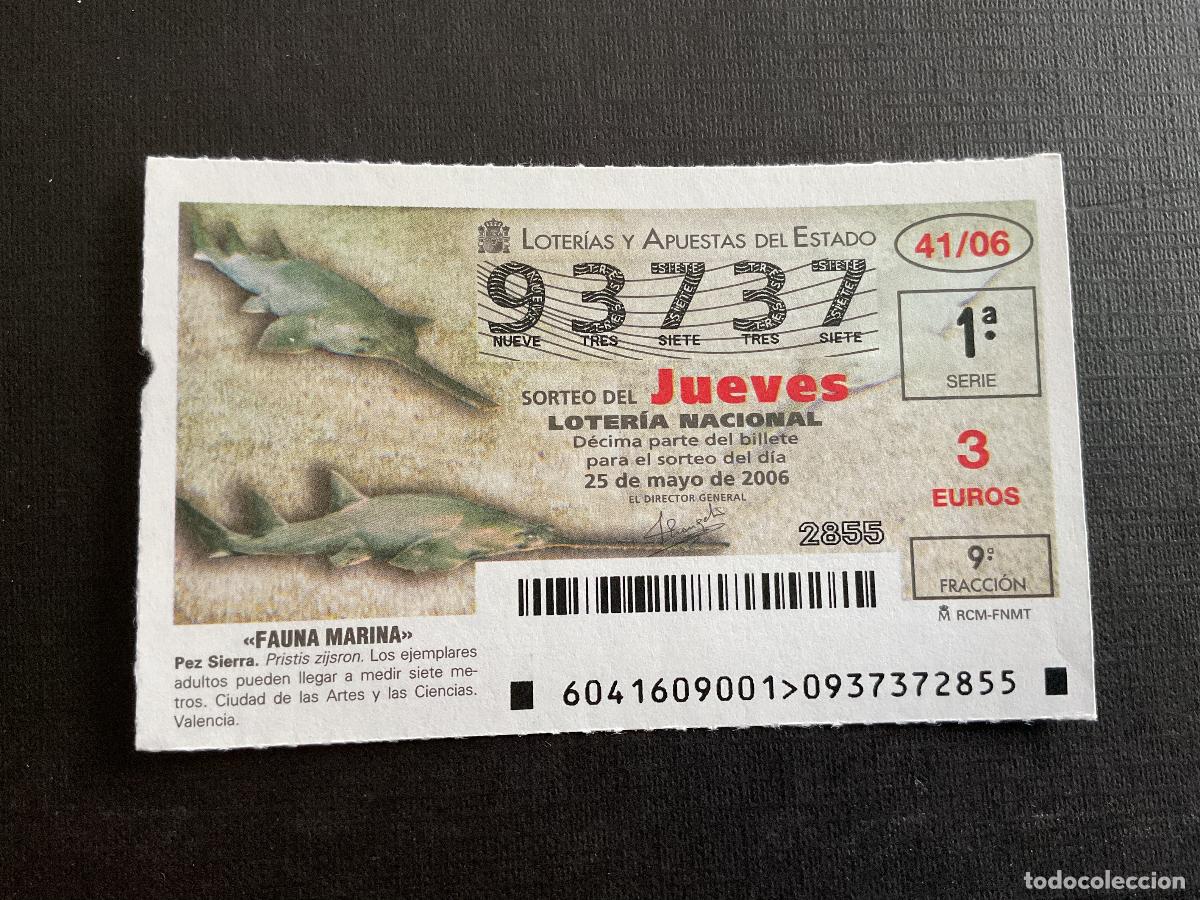 LOTERÍAS Y APUESTAS DEL ESTADO
41/06
93737
NUEVE TRES SIETE TRES SIETE
1ª
SERIE
SORTEO DEL Jueves
LOTERÍA NACIONAL
Décima parte del billete
para el sorteo del día
25 de mayo de 2006
EL DIRECTOR GENERAL
3
EUROS
2855
9ª
FRACCIÓN
RCM-FNMT
«FAUNA MARINA»
Pez Sierra. Pristis zijsron. Los ejemplares
adultos pueden llegar a medir siete me-
tros. Ciudad de las Artes y las Ciencias.
Valencia.
6041609001>0937372855
todocoleccion